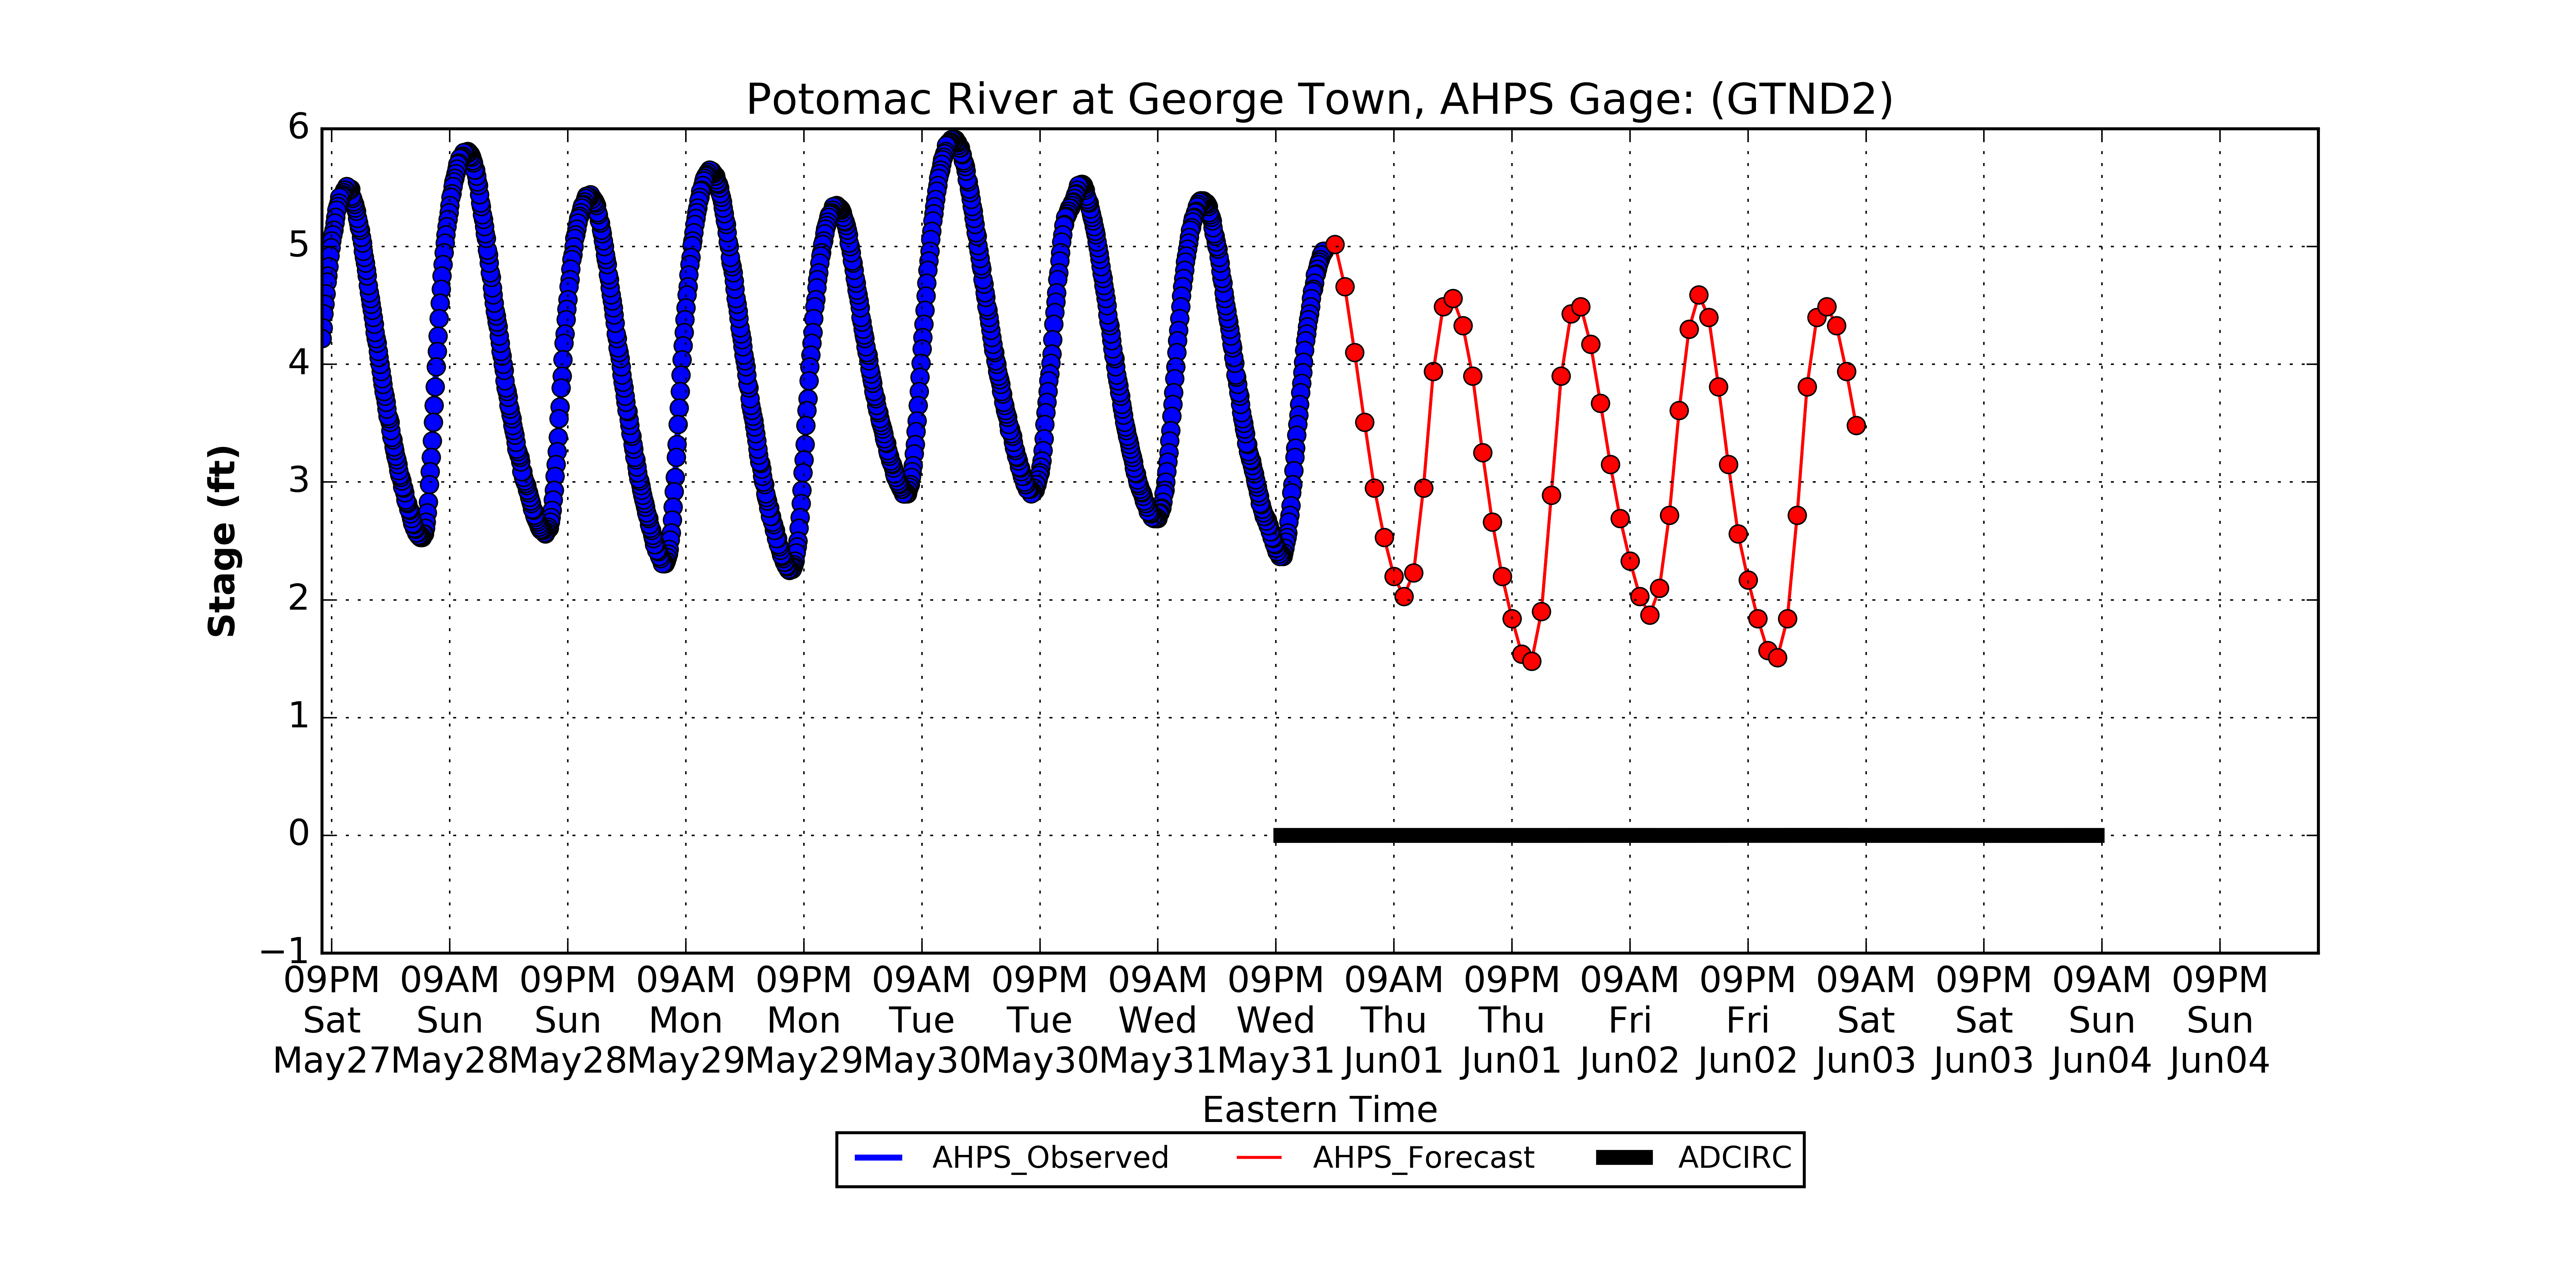 Potomac River at George Town, AHPS Gage: (GTND2)
6
5
4
3
2
1
0
−1
Stage (ft)
09PM 09AM 09PM 09AM 09PM 09AM 09PM 09AM 09PM 09AM 09PM 09AM 09PM 09AM 09PM 09AM 09PM
Sat Sun Sun Mon Mon Tue Tue Wed Wed Thu Thu Fri Fri Sat Sat Sun Sun
May27 May28 May28 May29 May29 May30 May30 May31 May31 Jun01 Jun01 Jun02 Jun02 Jun03 Jun03 Jun04 Jun04
Eastern Time
AHPS_Observed AHPS_Forecast ADCIRC